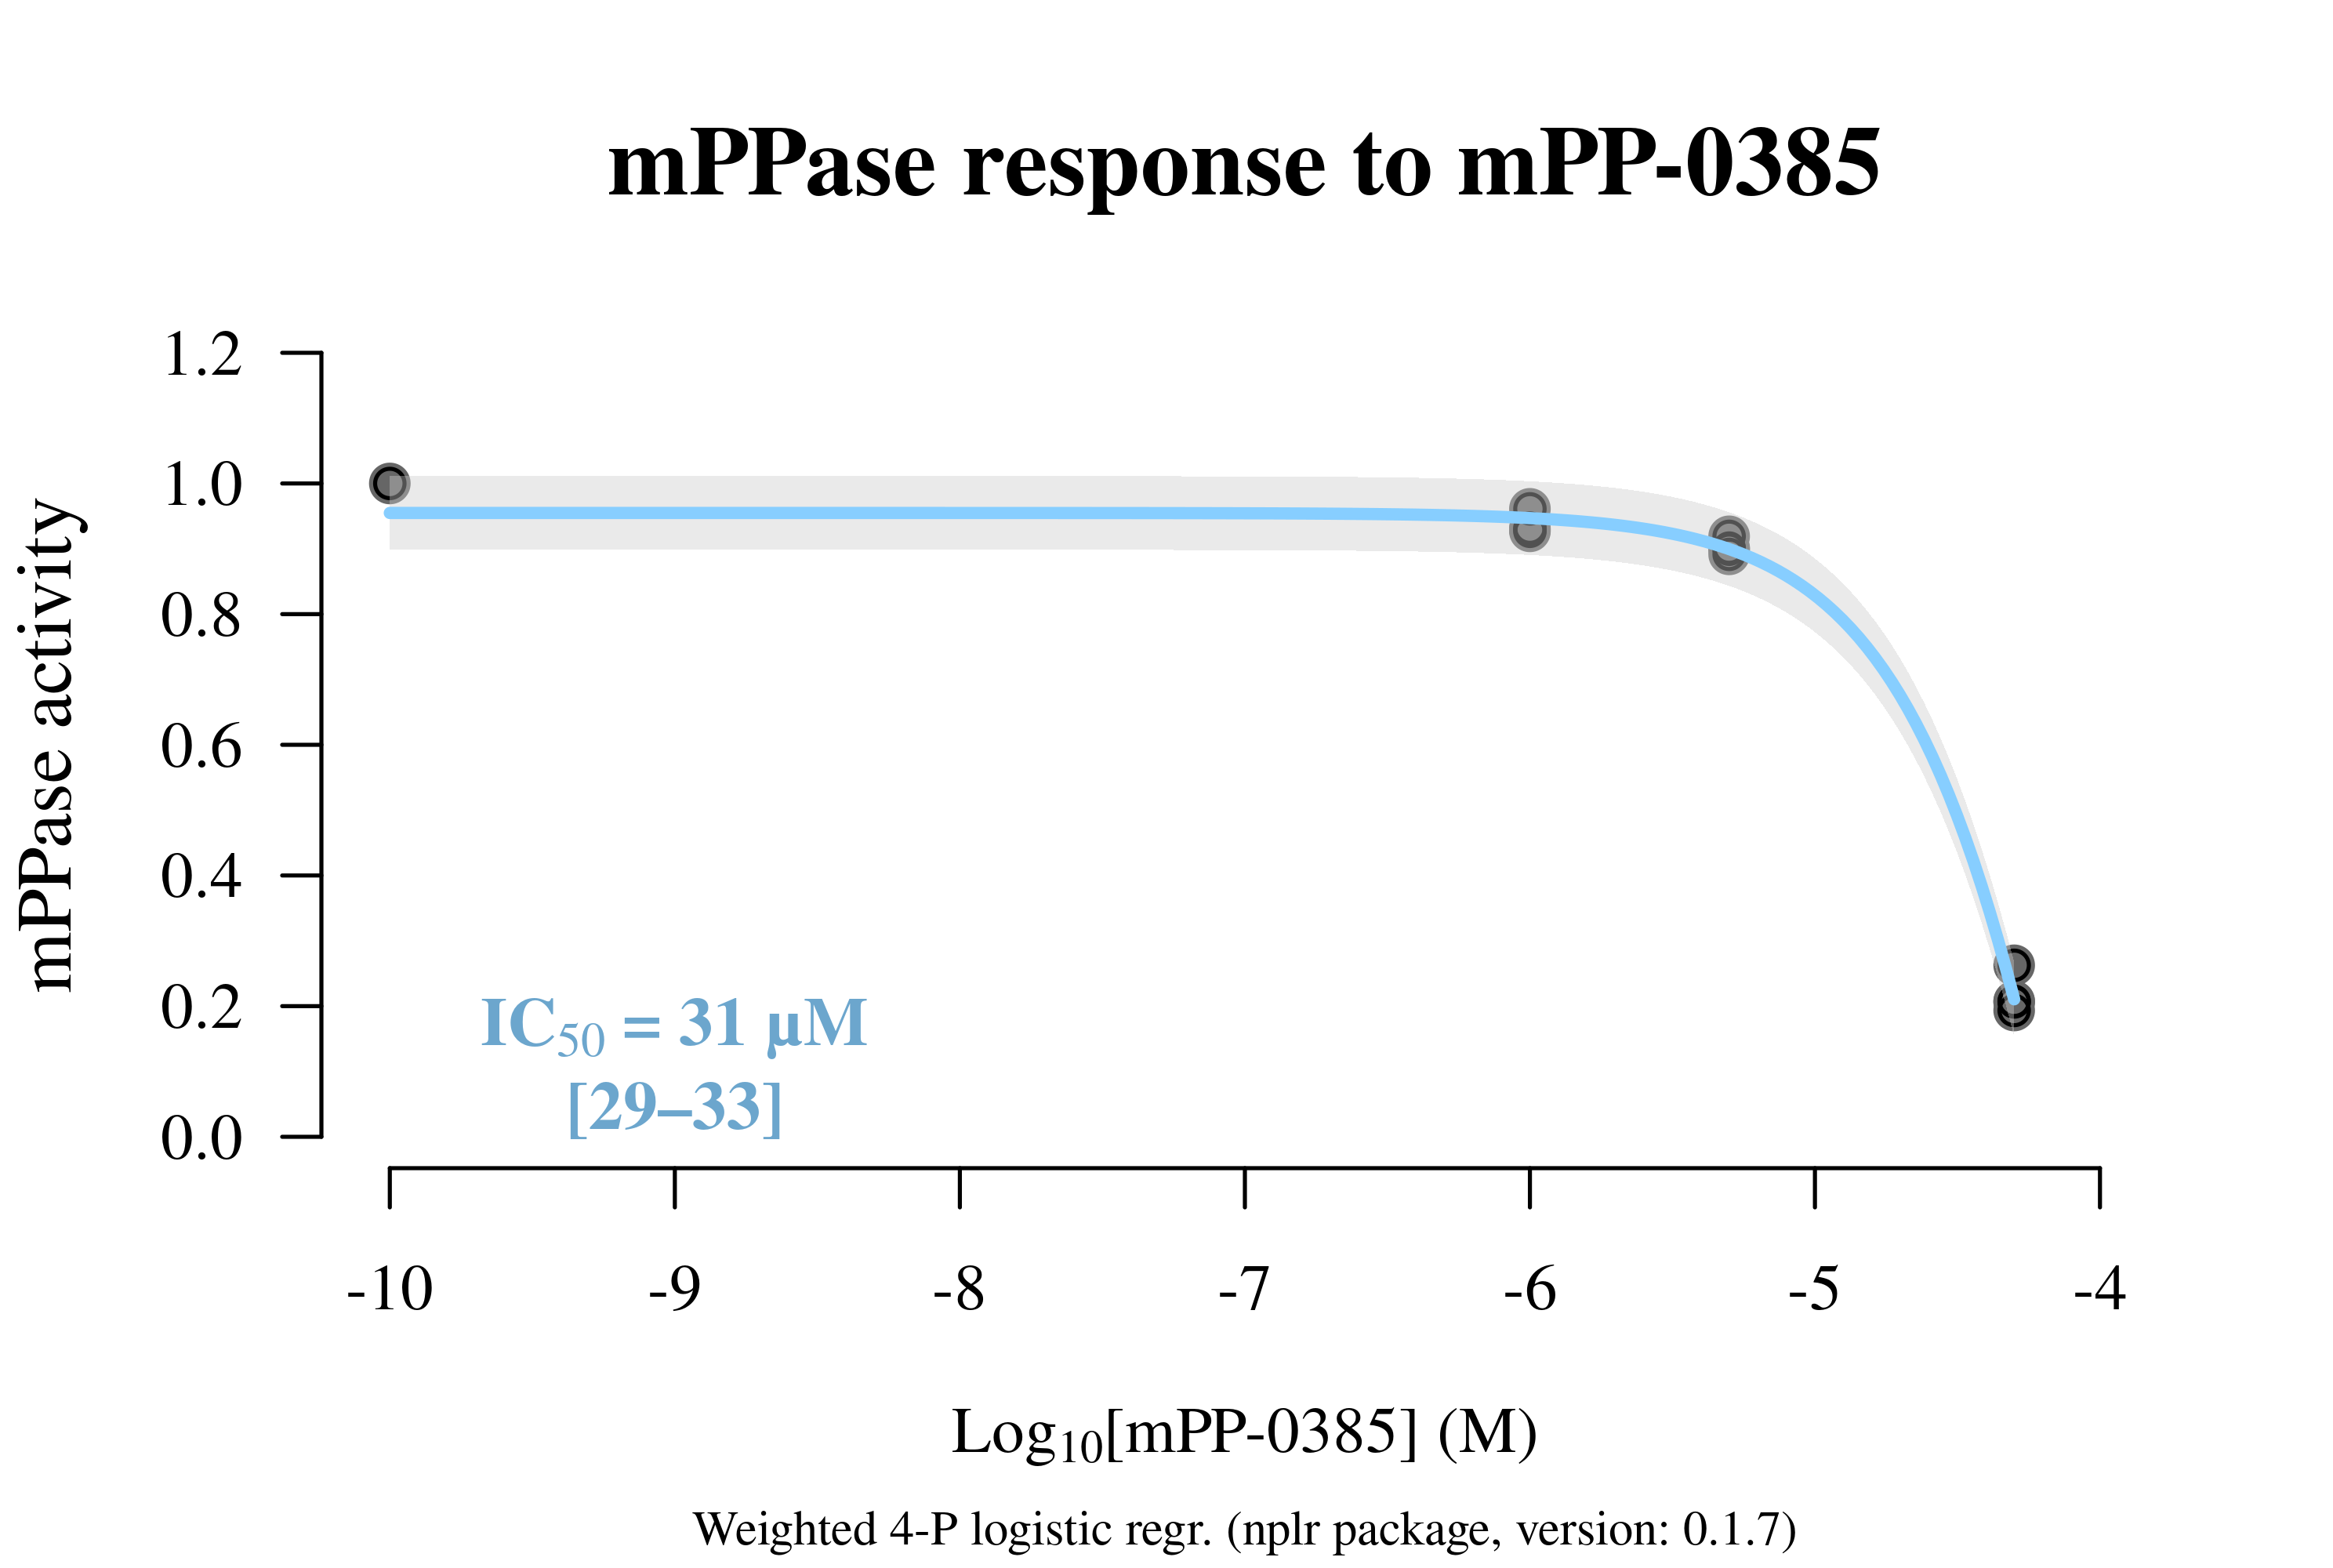 mPPase response to mPP-0385
mPPase activity
1.2
1.0
0.8
0.6
0.4
0.2
0.0
IC50 = 31 µM
[29–33]
-10 -9 -8 -7 -6 -5 -4
Log10[mPP-0385] (M)
Weighted 4-P logistic regr. (nplr package, version: 0.1.7)